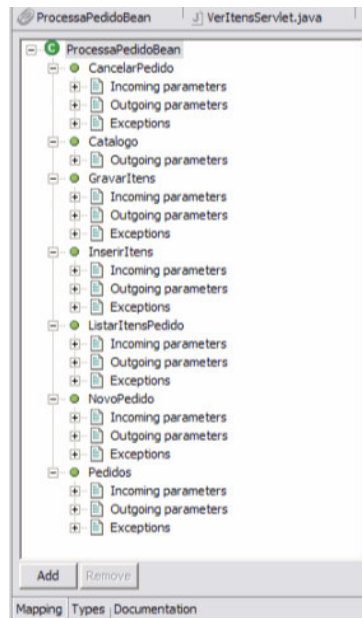 ProcessaPedidoBean VerItensServlet.java
ProcessaPedidoBean
CancelarPedido
Incoming parameters
Outgoing parameters
Exceptions
Catalogo
Outgoing parameters
GravarItens
Incoming parameters
Outgoing parameters
Exceptions
InserirItens
Incoming parameters
Outgoing parameters
Exceptions
ListarItensPedido
Incoming parameters
Outgoing parameters
Exceptions
NovoPedido
Incoming parameters
Outgoing parameters
Exceptions
Pedidos
Incoming parameters
Outgoing parameters
Exceptions
Add Remove
Mapping Types Documentation